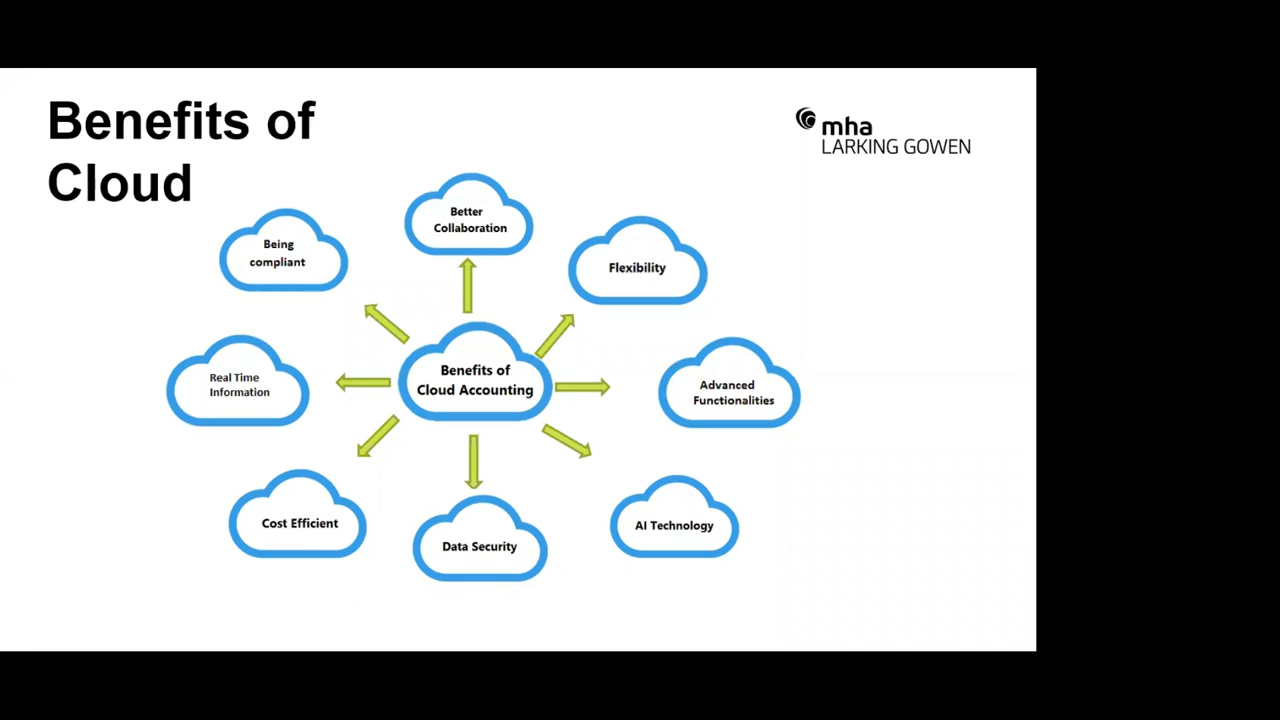 Benefits of
Cloud
mha
LARKING GOWEN
Better
Collaboration
Being
compliant
Flexibility
Real Time
Information
Benefits of
Cloud Accounting
Advanced
Functionalities
Cost Efficient
Data Security
AI Technology